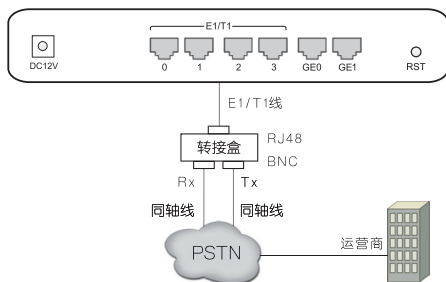 E1/T1
DC12V
0 1 2 3 GE0 GE1 RST
E1/T1线
转接盒 RJ48
BNC
Rx Tx
同轴线 同轴线
运营商
PSTN